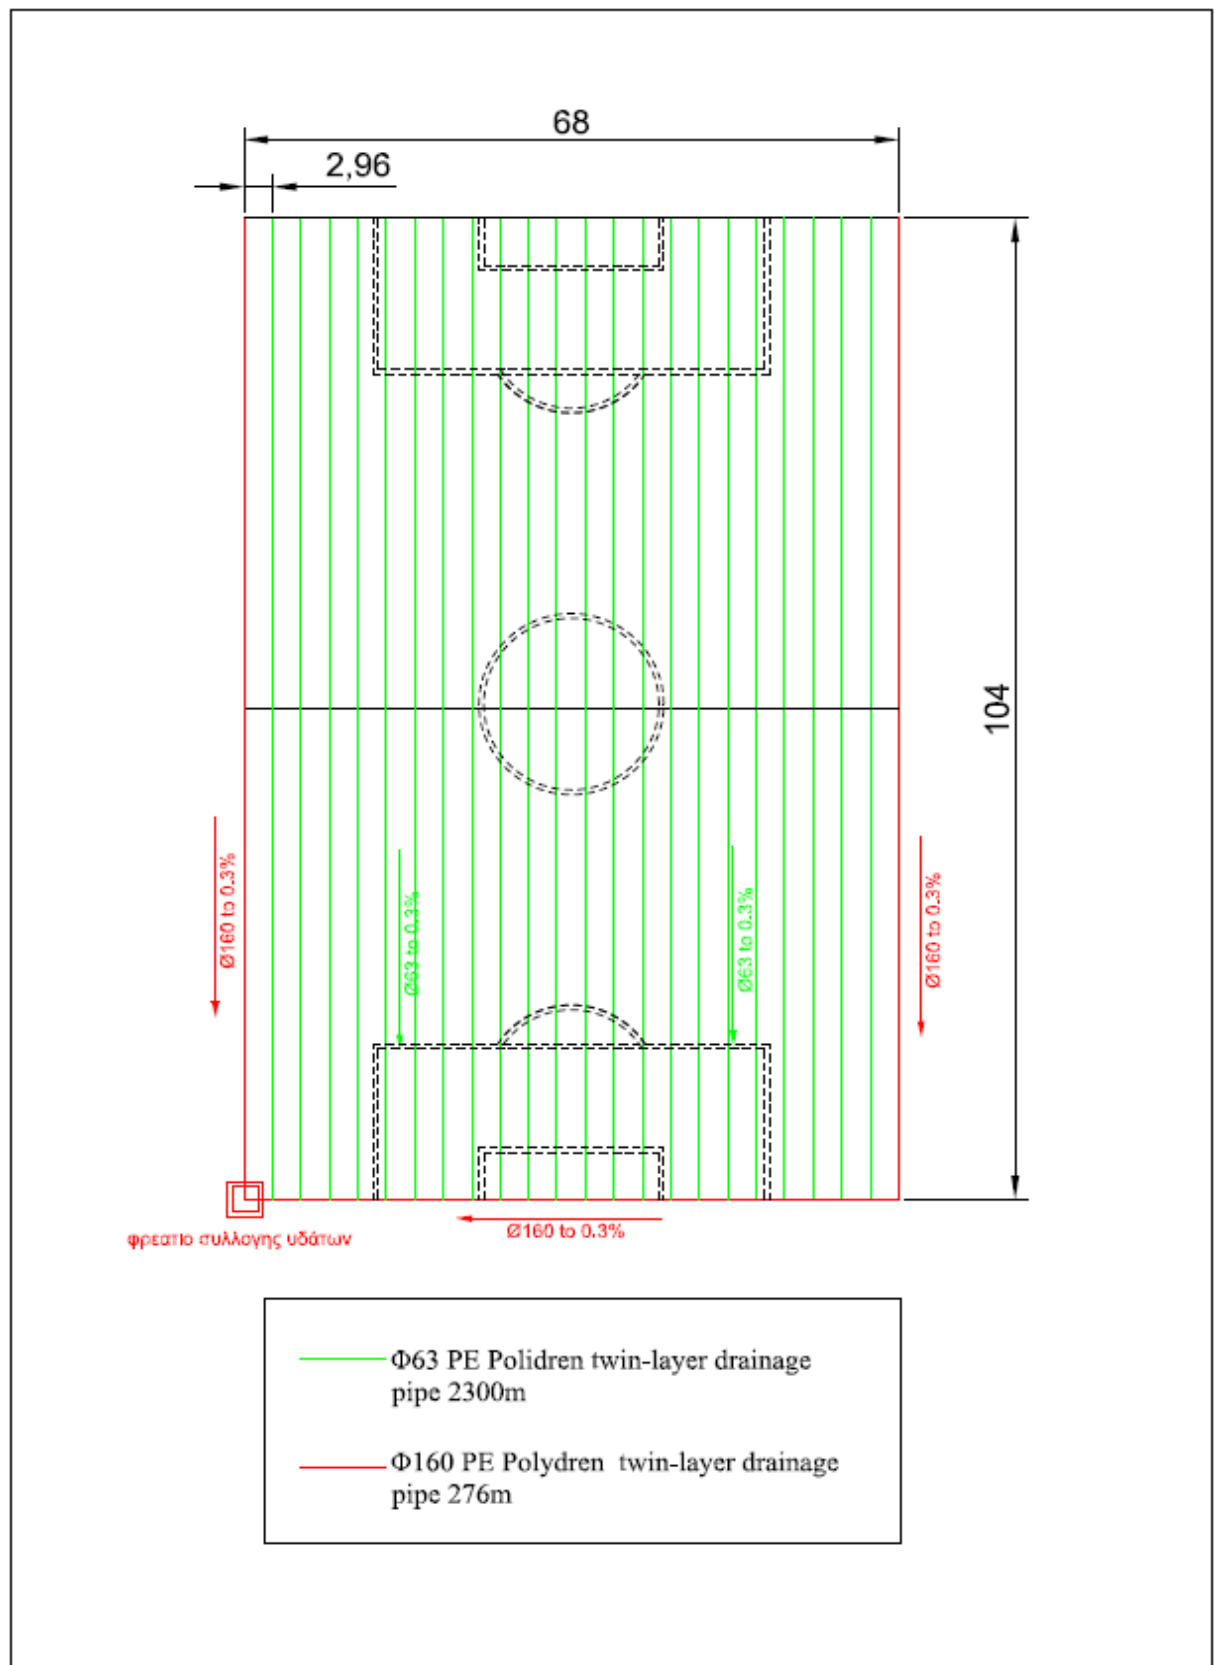 68
2,96
104
Ø160 to 0.3%
Ø63 to 0.3%
Ø63 to 0.3%
Ø160 to 0.3%
Ø160 to 0.3%
φρεατιο συλλογης υδάτων
Φ63 PE Polidren twin-layer drainage
pipe 2300m
Φ160 PE Polydren twin-layer drainage
pipe 276m